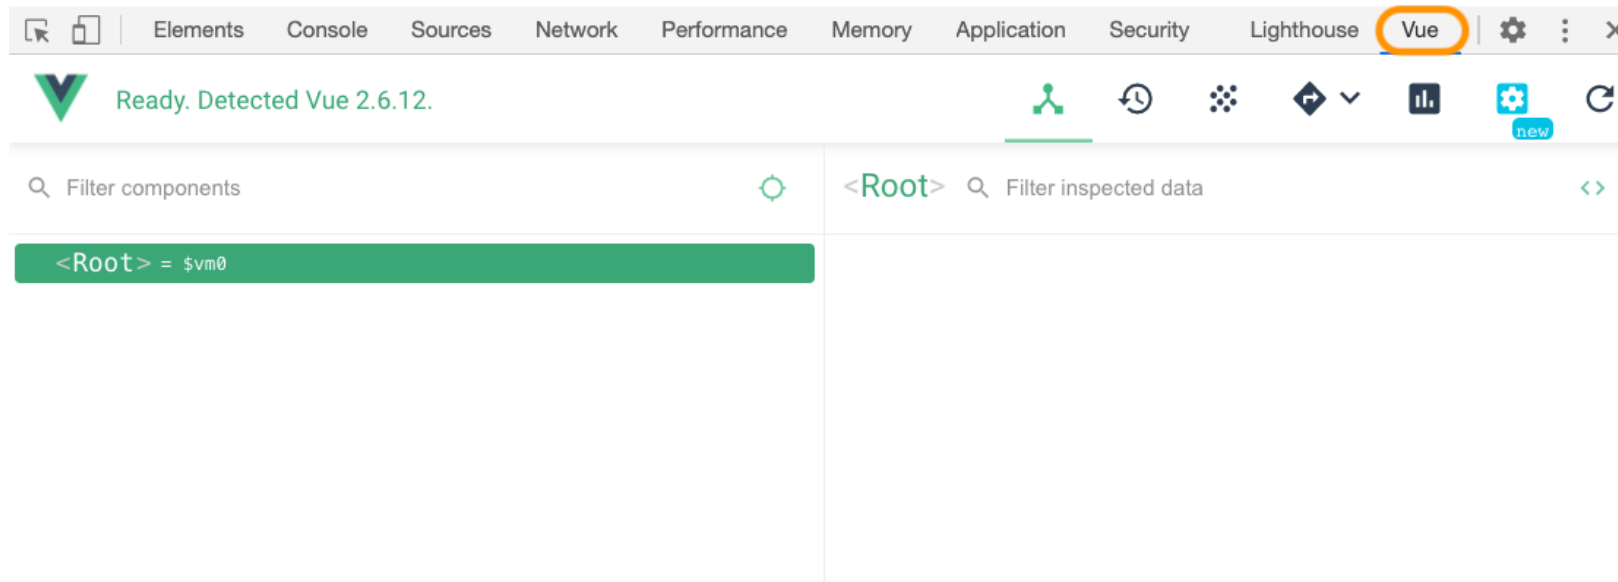 Elements Console Sources Network Performance Memory Application Security Lighthouse Vue
Ready. Detected Vue 2.6.12.
new
Filter components
<Root> Filter inspected data
<Root> = $vm0